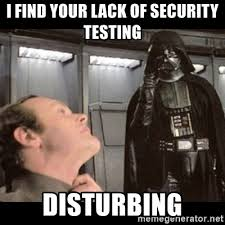 I FIND YOUR LACK OF SECURITY
TESTING
DISTURBING
memegenerator.net